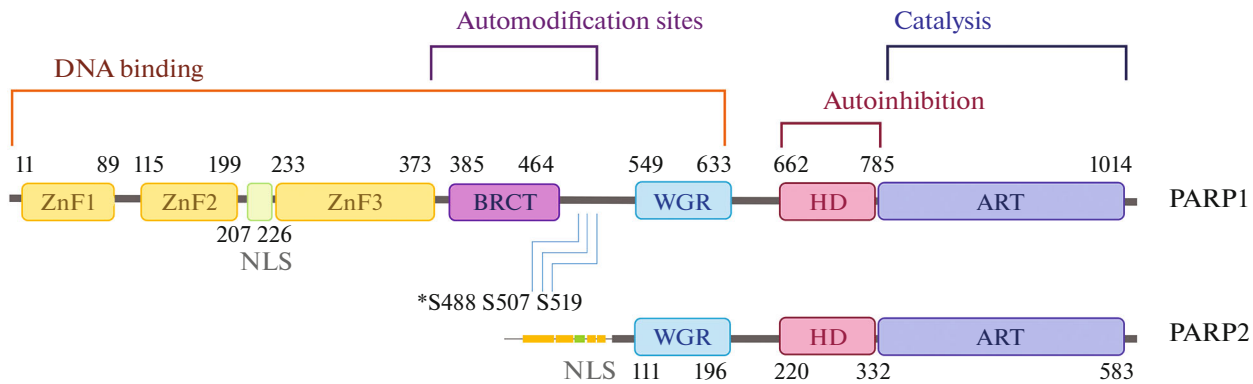 Automodification sites Catalysis
DNA binding
Autoinhibition
11 89 115 199 233 373 385 464 549 633 662 785 1014
ZnF1 ZnF2 ZnF3 BRCT WGR HD ART PARP1
207 226
NLS
*S488 S507 S519
WGR HD ART PARP2
NLS 111 196 220 332 583